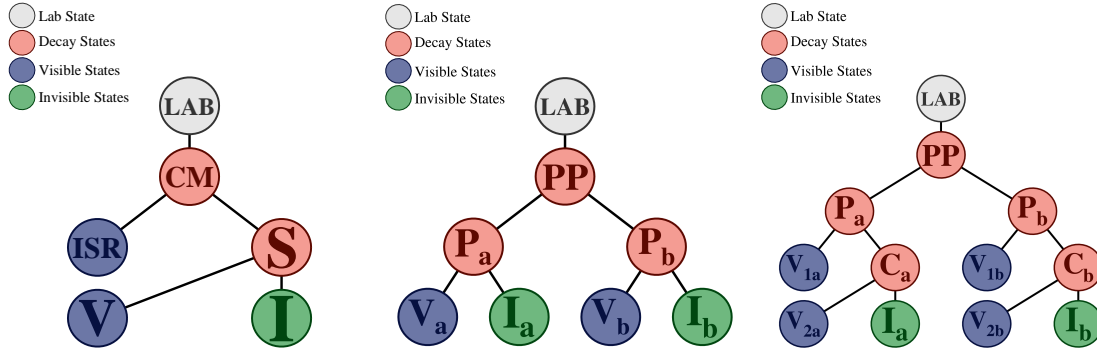 Lab State
Decay States
Visible States
Invisible States
LAB
CM
ISR
S
V
I
Lab State
Decay States
Visible States
Invisible States
LAB
PP
Pa
Pb
Va
Ia
Vb
Ib
Lab State
Decay States
Visible States
Invisible States
LAB
PP
Pa
Pb
V1a
Ca
V1b
Cb
V2a
Ia
V2b
Ib